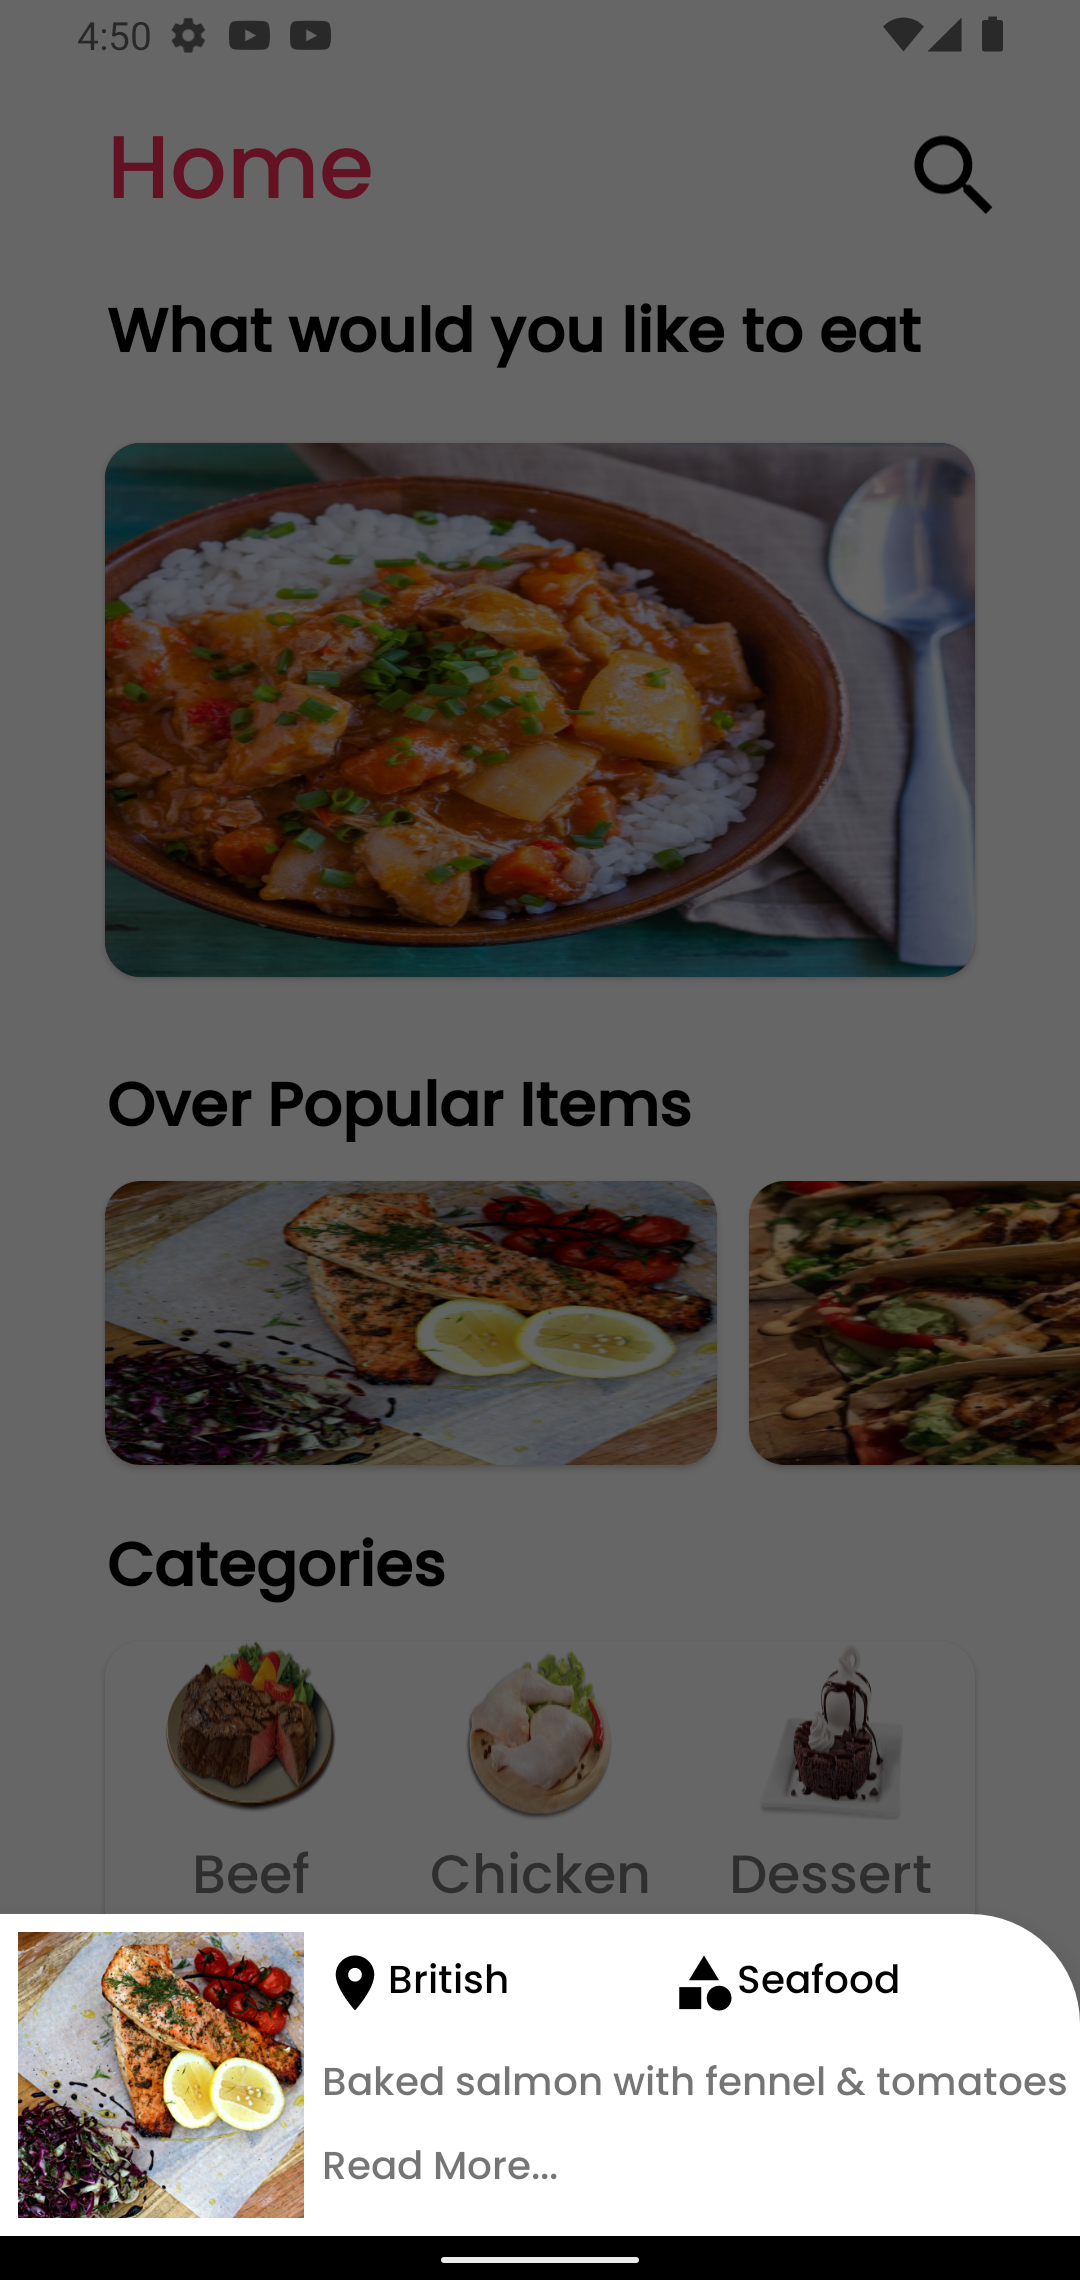 4:50
Home
What would you like to eat
Over Popular Items
Categories
Beef Chicken Dessert
British Seafood
Baked salmon with fennel & tomatoes
Read More...